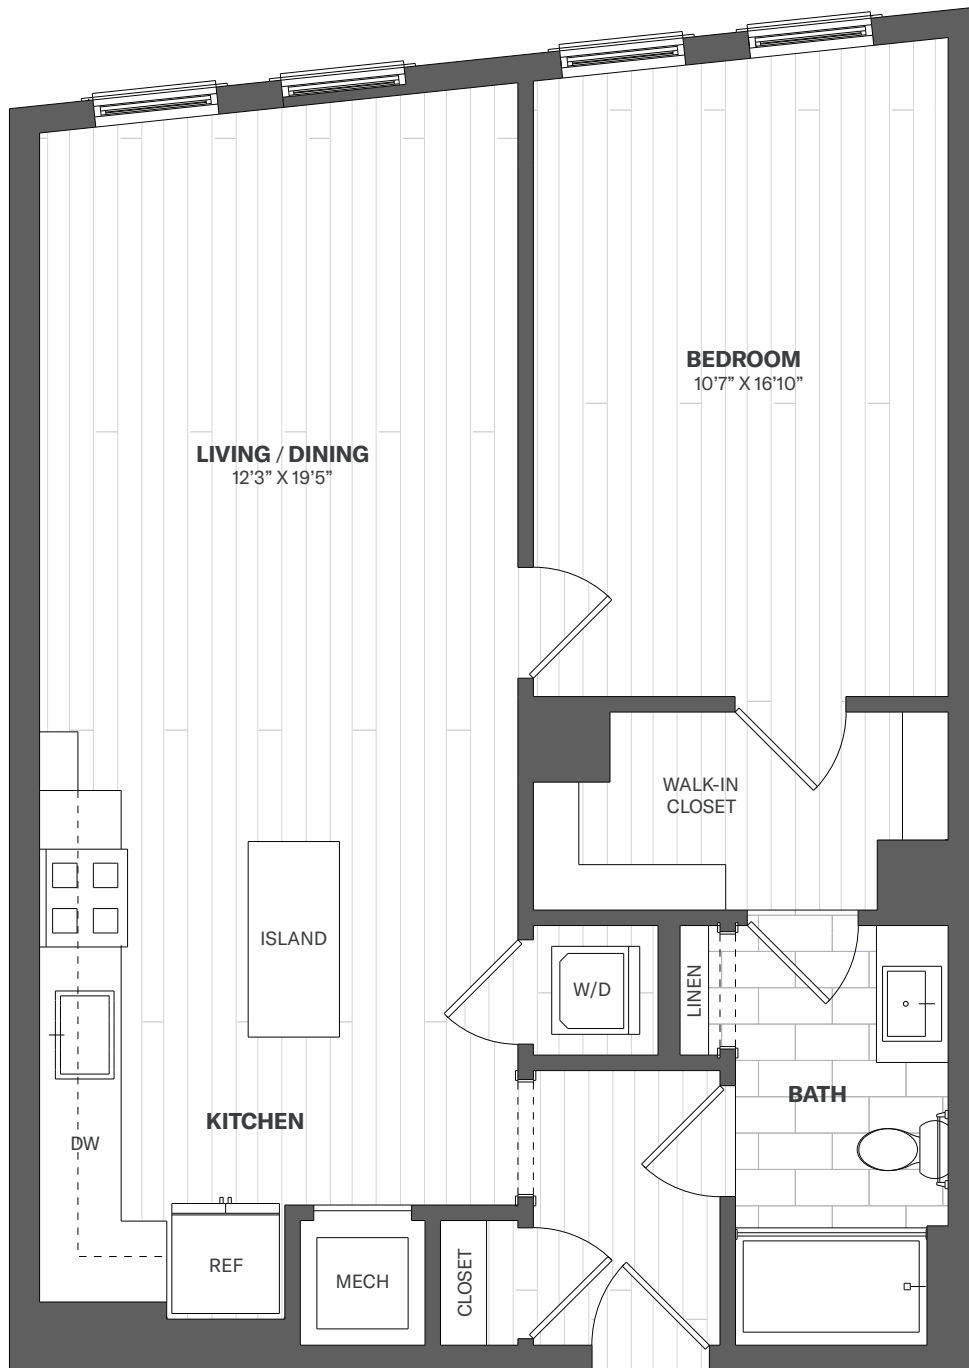 BEDROOM
10’7” X 16’10”
LIVING / DINING
12’3” X 19’5”
WALK-IN
CLOSET
ISLAND
W/D
LINEN
BATH
KITCHEN
DW
REF
MECH
CLOSET